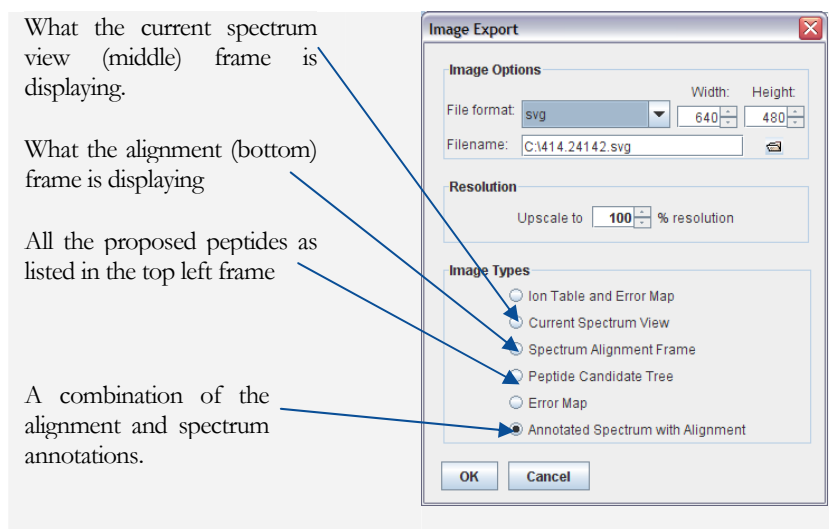 What the current spectrum
view (middle) frame is
displaying.
What the alignment (bottom)
frame is displaying
All the proposed peptides as
listed in the top left frame
A combination of the
alignment and spectrum
annotations.
Image Export
Image Options
Width: Height:
File format: svg 640 480
Filename: C:\414.24142.svg
Resolution
Upscale to 100 % resolution
Image Types
Ion Table and Error Map
Current Spectrum View
Spectrum Alignment Frame
Peptide Candidate Tree
Error Map
Annotated Spectrum with Alignment
OK Cancel